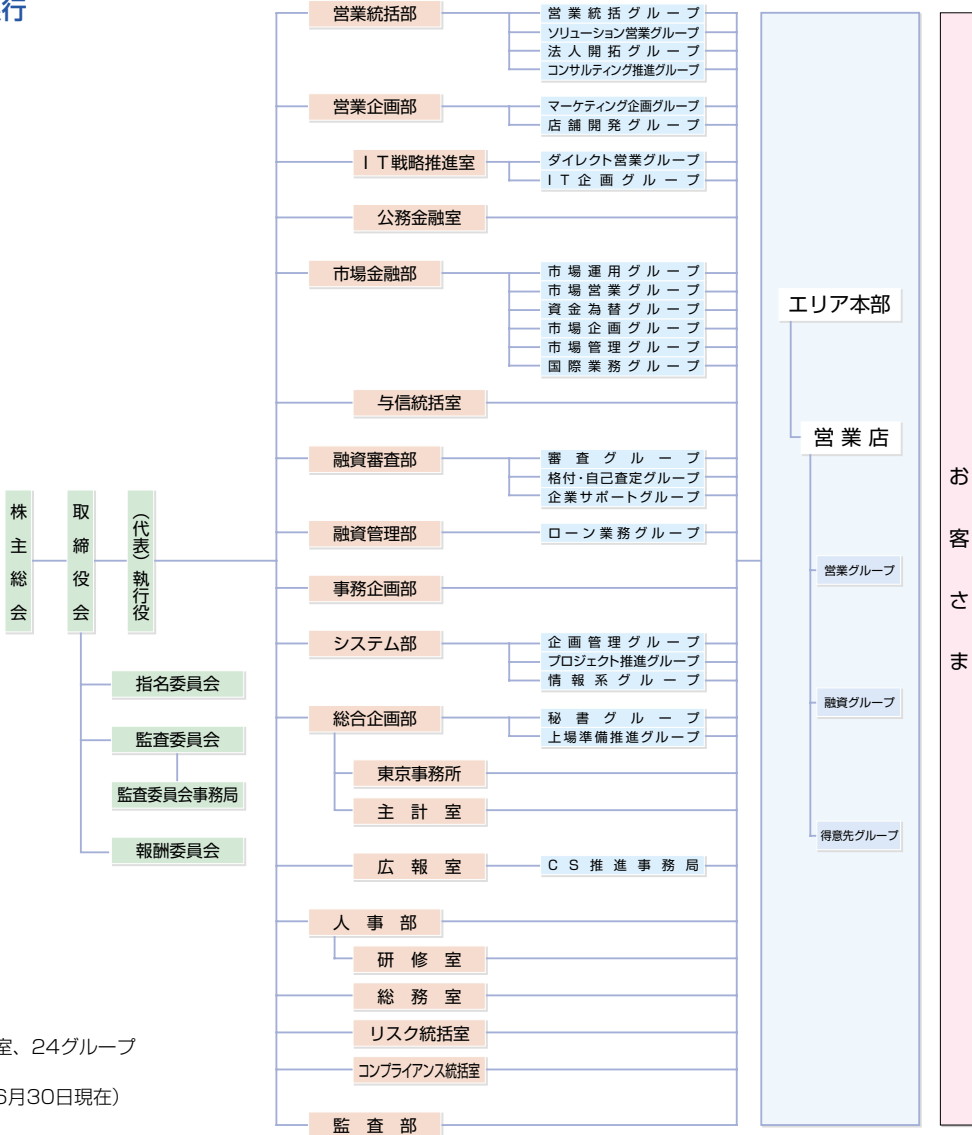 行
営業統括部
営業統括グループ
ソリューション営業グループ
法人開拓グループ
コンサルティング推進グループ
営業企画部
マーケティング企画グループ
店舗開発グループ
IT戦略推進室
ダイレクト営業グループ
IT企画グループ
公務金融室
市場金融部
市場運用グループ
市場営業グループ
資金為替グループ
市場企画グループ
市場管理グループ
国際業務グループ
与信統括室
融資審査部
審査グループ
格付・自己査定グループ
企業サポートグループ
融資管理部
ローン業務グループ
事務企画部
システム部
企画管理グループ
プロジェクト推進グループ
情報系グループ
総合企画部
秘書グループ
上場準備推進グループ
東京事務所
主計室
広報室
CS推進事務局
人事部
研修室
総務室
リスク統括室
コンプライアンス統括室
監査部
株主総会
取締役会
(代表)執行役
指名委員会
監査委員会
監査委員会事務局
報酬委員会
エリア本部
営業店
営業グループ
融資グループ
得意先グループ
お客さま
室、24グループ
6月30日現在)